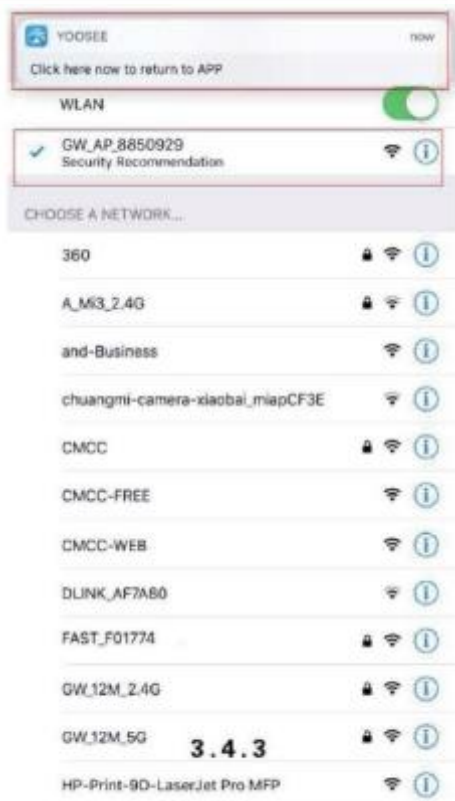 YOOSEE now
Click here now to return to APP
WLAN
GW_AP_8850929
Security Recommendation
CHOOSE A NETWORK...
360
A_Mi3_2.4G
and-Business
chuangmi-camera-xiaobai_miapCF3E
CMCC
CMCC-FREE
CMCC-WEB
DLINK_AF7AB0
FAST_F01774
GW_12M_2.4G
GW_12M_5G
3.4.3
HP-Print-9D-LaserJet Pro MFP